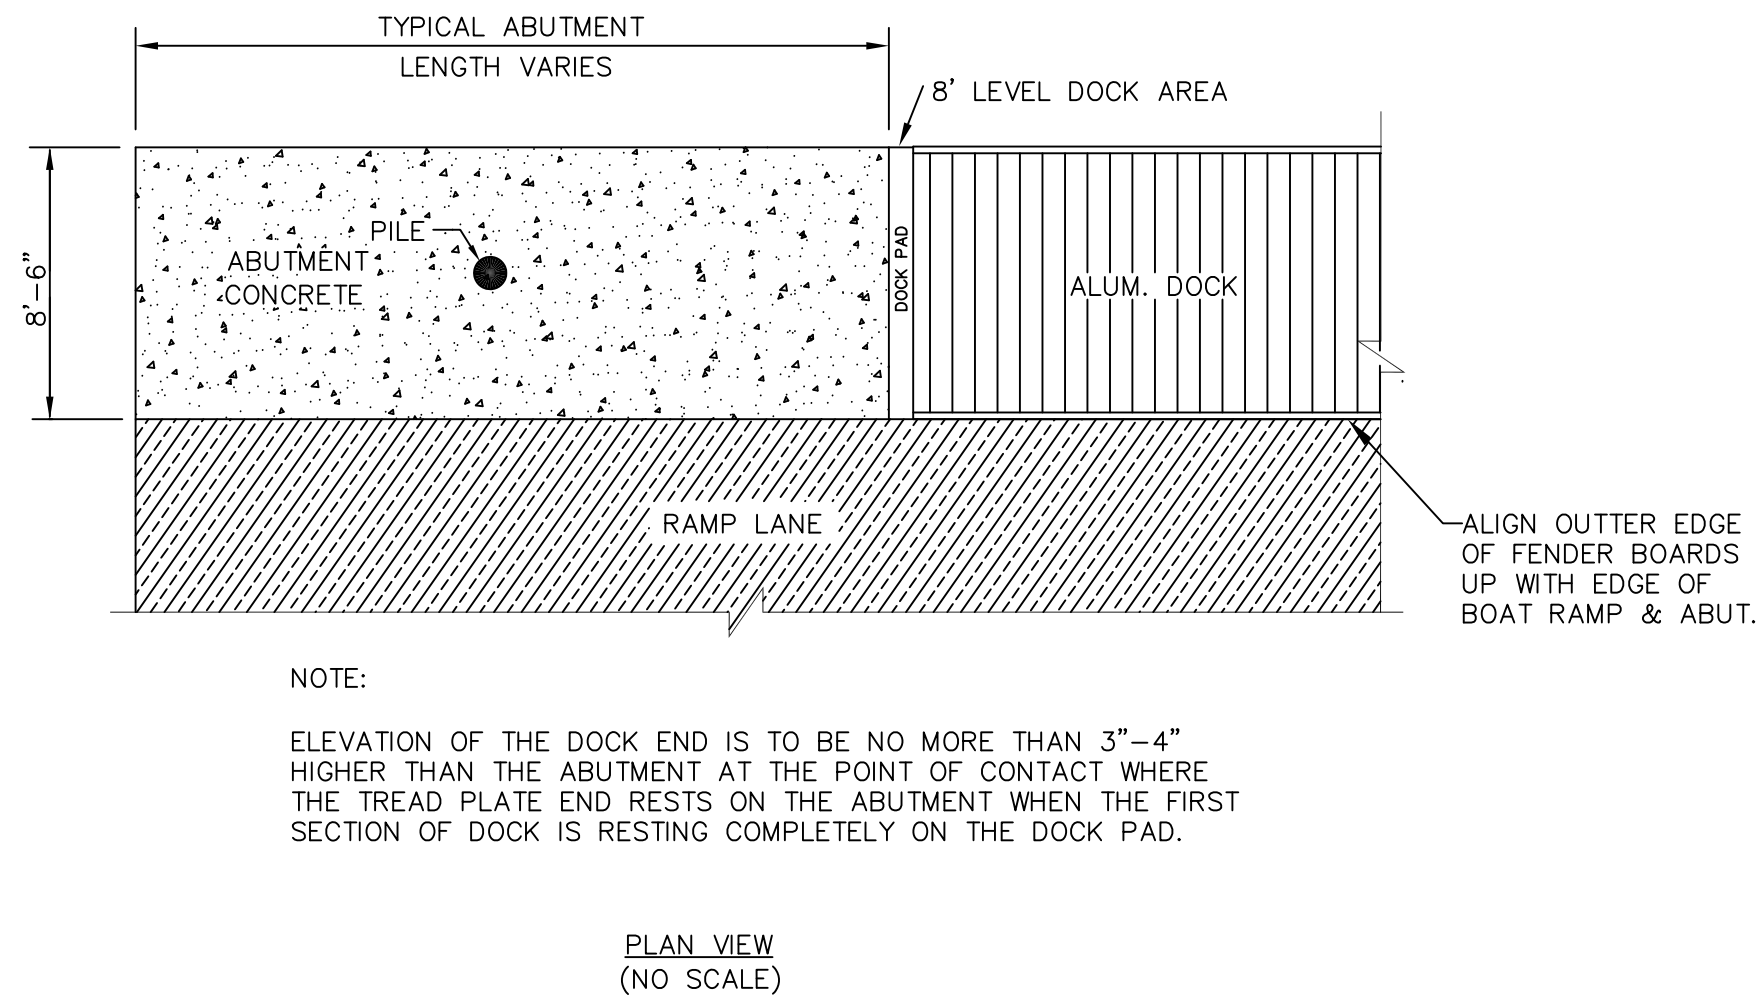 TYPICAL ABUTMENT
LENGTH VARIES
8' LEVEL DOCK AREA
8'-6"
PILE
ABUTMENT
CONCRETE
DOCK PAD
ALUM. DOCK
RAMP LANE
ALIGN OUTTER EDGE
OF FENDER BOARDS
UP WITH EDGE OF
BOAT RAMP & ABUT.
NOTE:
ELEVATION OF THE DOCK END IS TO BE NO MORE THAN 3"-4"
HIGHER THAN THE ABUTMENT AT THE POINT OF CONTACT WHERE
THE TREAD PLATE END RESTS ON THE ABUTMENT WHEN THE FIRST
SECTION OF DOCK IS RESTING COMPLETELY ON THE DOCK PAD.
PLAN VIEW
(NO SCALE)